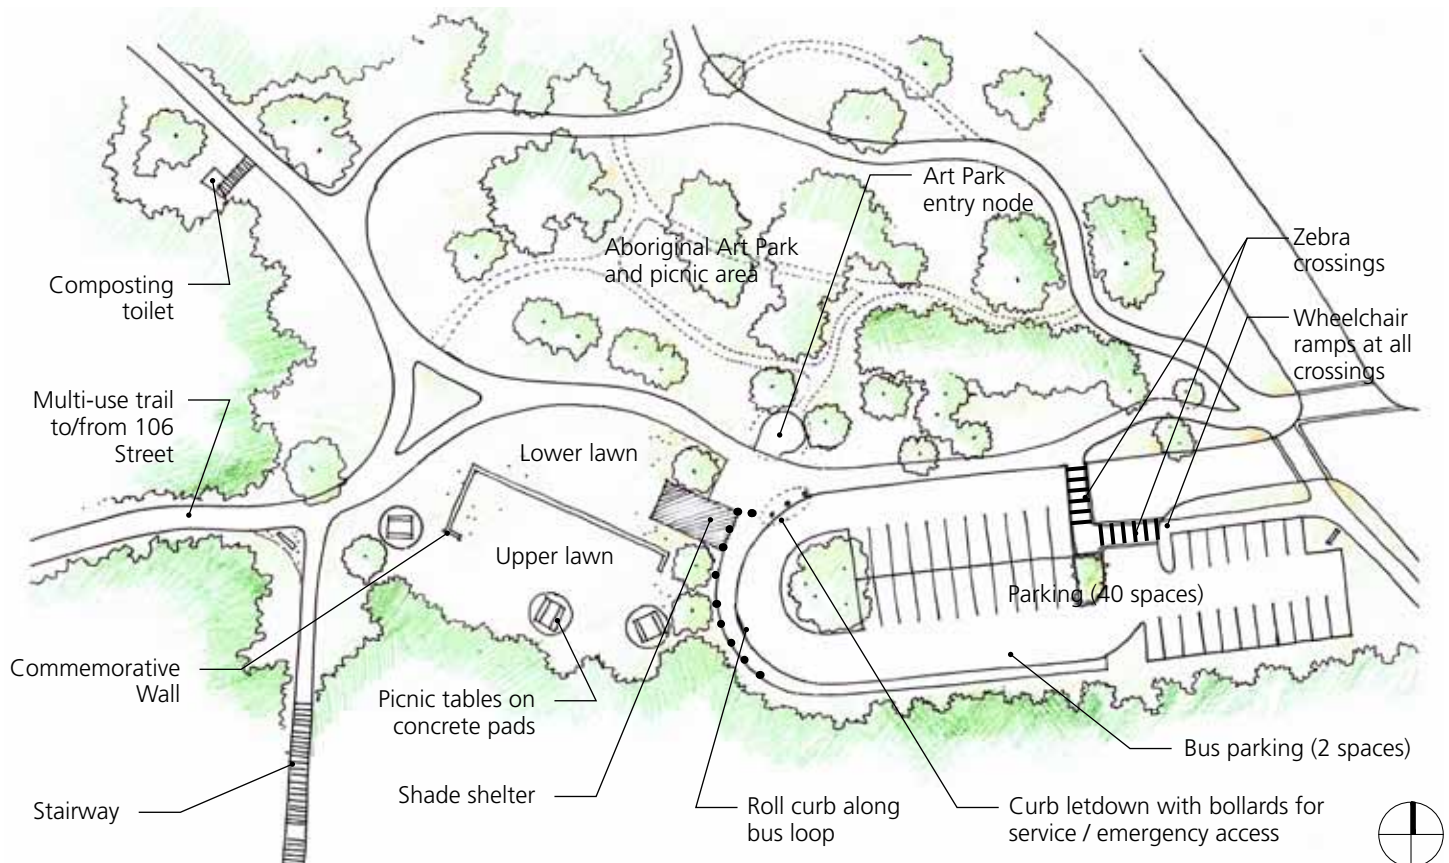 Art Park
entry node
Zebra
crossings
Aboriginal Art Park
and picnic area
Composting
toilet
Wheelchair
ramps at all
crossings
Multi-use trail
to/from 106
Street
Lower lawn
Upper lawn
Parking (40 spaces)
Commemorative
Wall
Picnic tables on
concrete pads
Bus parking (2 spaces)
Shade shelter
Stairway
Roll curb along
bus loop
Curb letdown with bollards for
service / emergency access